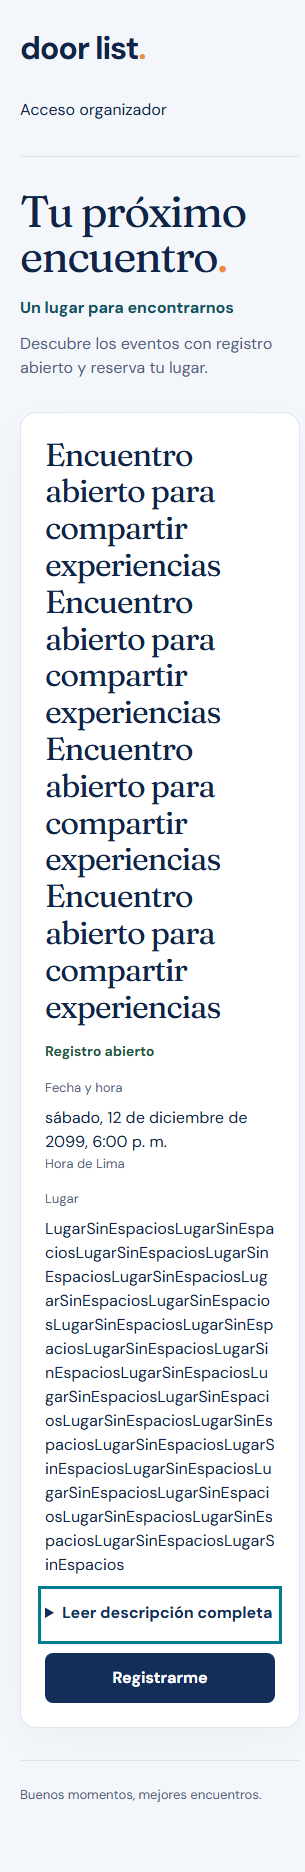 door list.
Acceso organizador
Tu próximo
encuentro.
Un lugar para encontrarnos
Descubre los eventos con registro
abierto y reserva tu lugar.
Encuentro
abierto para
compartir
experiencias
Encuentro
abierto para
compartir
experiencias
Encuentro
abierto para
compartir
experiencias
Encuentro
abierto para
compartir
experiencias
Registro abierto
Fecha y hora
sábado, 12 de diciembre de
2099, 6:00 p. m.
Hora de Lima
Lugar
LugarSinEspaciosLugarSinEspa
ciosLugarSinEspaciosLugarSin
EspaciosLugarSinEspaciosLug
arSinEspaciosLugarSinEspacio
sLugarSinEspaciosLugarSinEsp
aciosLugarSinEspaciosLugarSi
nEspaciosLugarSinEspaciosLu
garSinEspaciosLugarSinEspaci
osLugarSinEspaciosLugarSinEs
paciosLugarSinEspaciosLugarS
inEspaciosLugarSinEspaciosLu
garSinEspaciosLugarSinEspaci
osLugarSinEspaciosLugarSinEs
paciosLugarSinEspaciosLugarS
inEspacios
Leer descripción completa
Registrarme
Buenos momentos, mejores encuentros.